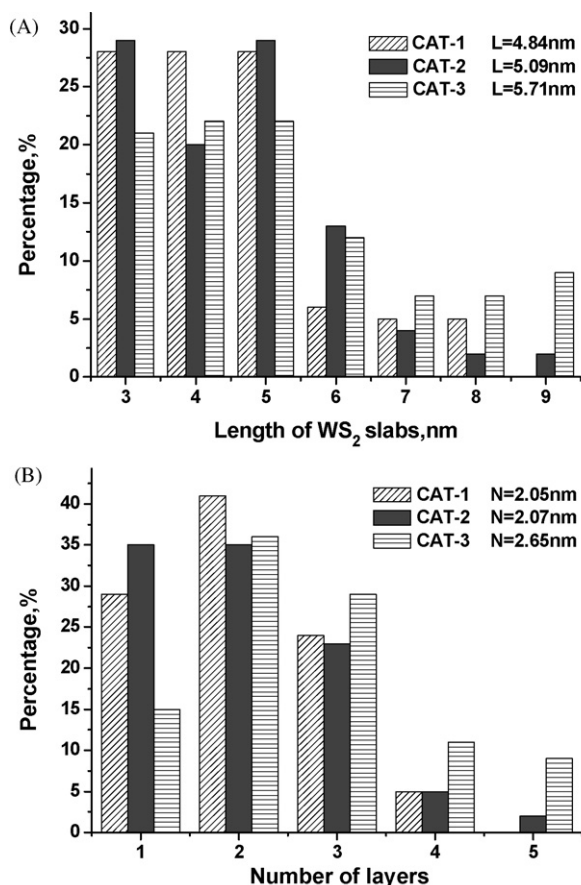 (A)
CAT-1 L=4.84nm
CAT-2 L=5.09nm
CAT-3 L=5.71nm
Percentage,%
30
25
20
15
10
5
0
3 4 5 6 7 8 9
Length of WS₂ slabs,nm
(B)
CAT-1 N=2.05nm
CAT-2 N=2.07nm
CAT-3 N=2.65nm
Percentage,%
40
35
30
25
20
15
10
5
0
1 2 3 4 5
Number of layers